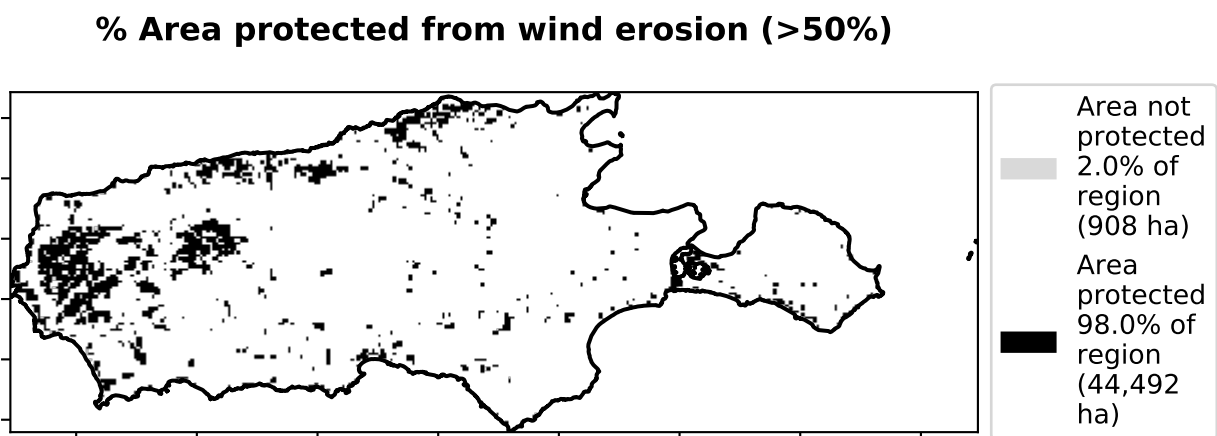 % Area protected from wind erosion (>50%)
Area not
protected
2.0% of
region
(908 ha)
Area
protected
98.0% of
region
(44,492
ha)